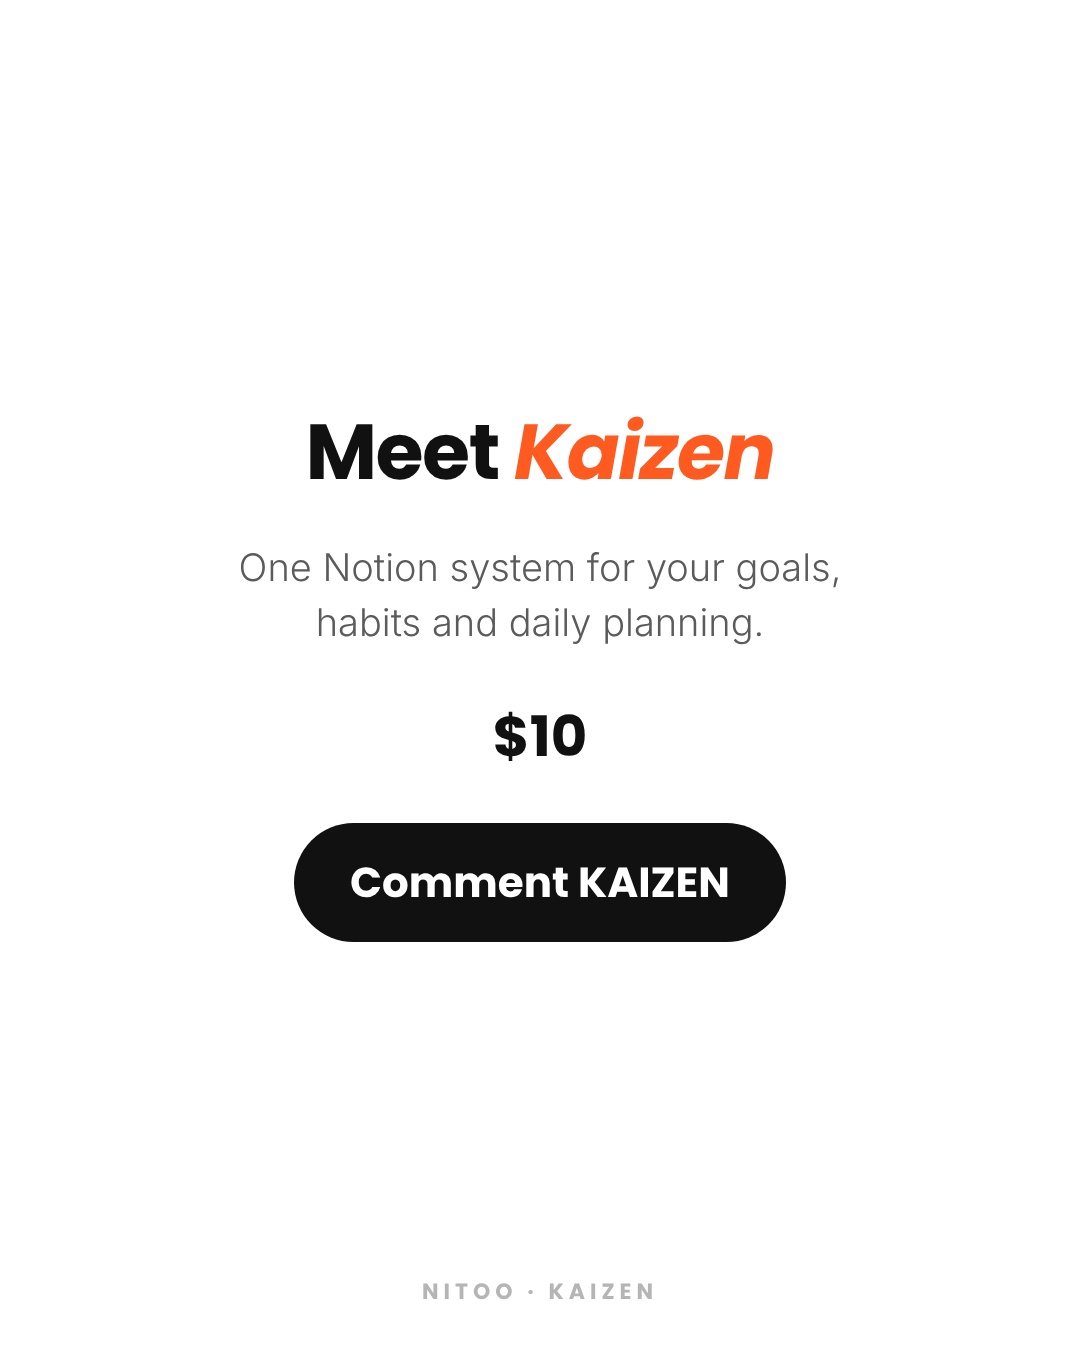 Meet Kaizen
One Notion system for your goals,
habits and daily planning.
$10
Comment KAIZEN
NITOO · KAIZEN